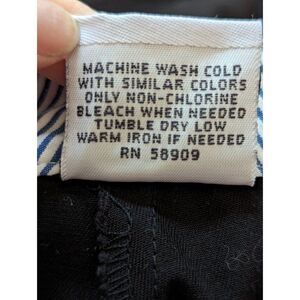 MACHINE WASH COLD
WITH SIMILAR COLORS
ONLY NON-CHLORINE
BLEACH WHEN NEEDED
TUMBLE DRY LOW
WARM IRON IF NEEDED
RN 58909